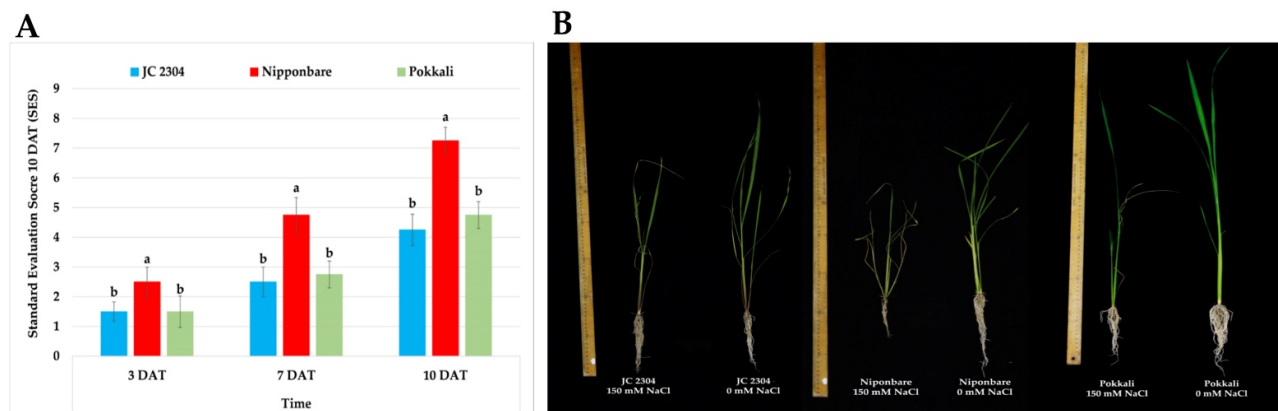 A
JC 2304 Nipponbare Pokkali
Standard Evaluation Socre 10 DAT (SES)
9
8
7
6
5
4
3
2
1
0
b a b
b a b
b a b
3 DAT 7 DAT 10 DAT
Time
B
JC 2304
150 mM NaCl
JC 2304
0 mM NaCl
Niponbare
150 mM NaCl
Niponbare
0 mM NaCl
Pokkali
150 mM NaCl
Pokkali
0 mM NaCl